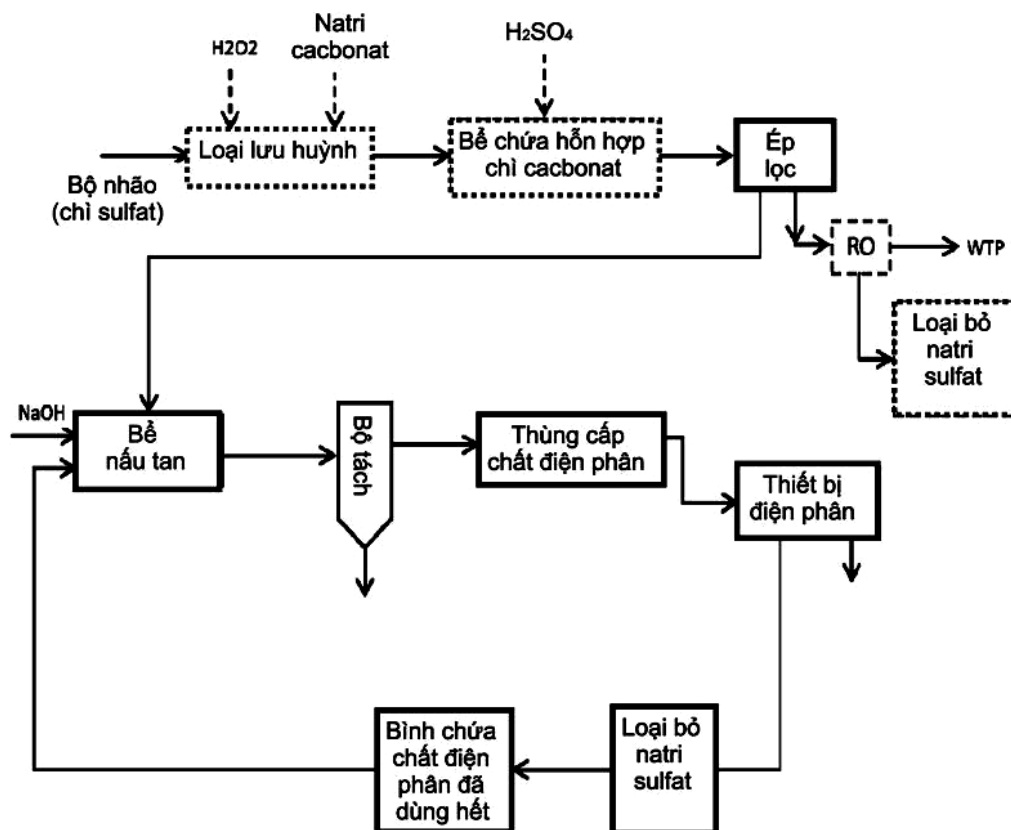 H2O2
Natri
cacbonat
H₂SO₄
Loại lưu huỳnh
Bể chứa hỗn hợp
chì cacbonat
Ép
lọc
Bộ nhão
(chì sulfat)
RO
WTP
Loại bỏ
natri
sulfat
NaOH
Bể
nấu tan
Bộ tách
Thùng cấp
chất điện phân
Thiết bị
điện phân
Bình chứa
chất điện
phân đã
dùng hết
Loại bỏ
natri
sulfat